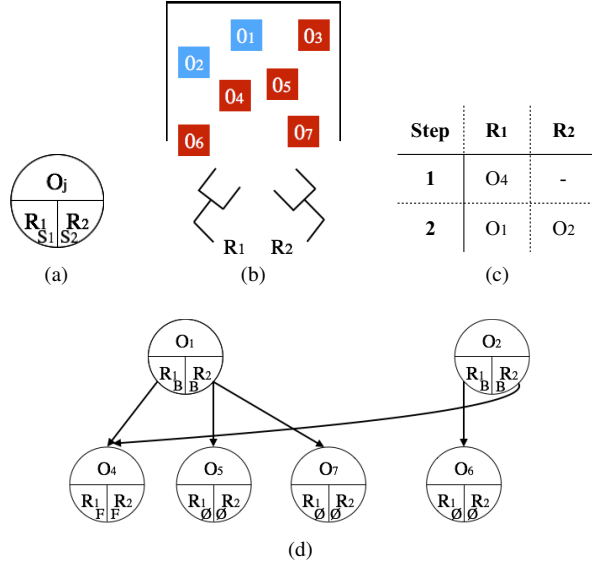 O₁
O₃
O₂
O₅
O₄
O₆
O₇
Oⱼ
R₁ R₂
S₁ S₂
R₁ R₂
(a)
(b)
Step R₁ R₂
1 O₄ -
2 O₁ O₂
(c)
O₁
R₁ R₂
B B
O₂
R₁ R₂
B B
O₄
R₁ R₂
F F
O₅
R₁ R₂
Ø Ø
O₇
R₁ R₂
Ø Ø
O₆
R₁ R₂
Ø Ø
(d)